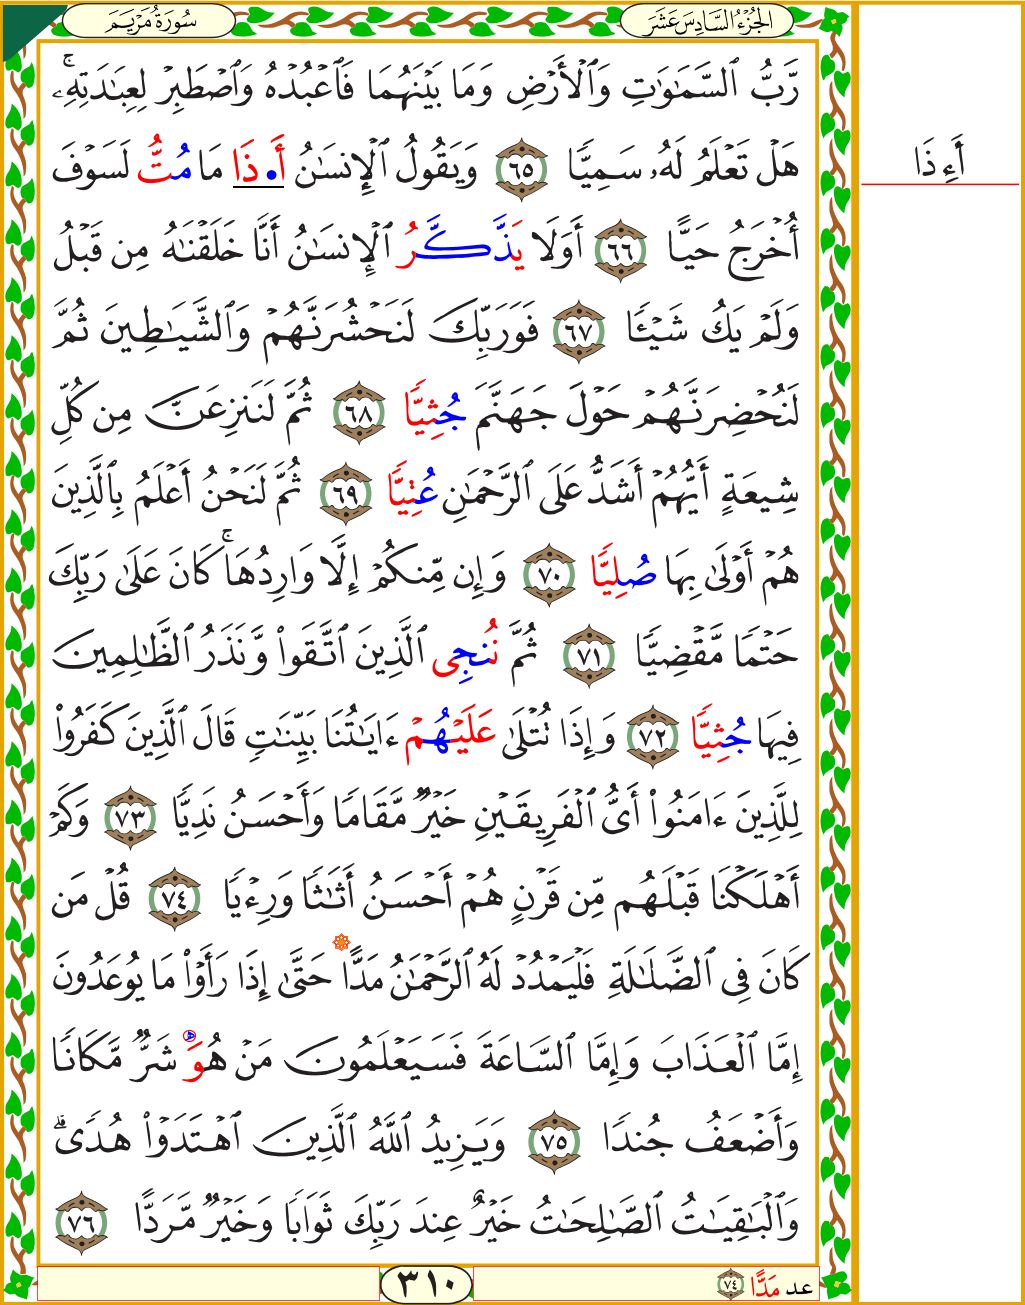 سُورَةُ مَرْيَم
الجُزْءُ السَّادِسَ عَشَرَ
رَّبُّ ٱلسَّمَٰوَٰتِ وَٱلْأَرْضِ وَمَا بَيْنَهُمَا فَٱعْبُدْهُ وَٱصْطَبِرْ لِعِبَٰدَتِهِۦۚ
هَلْ تَعْلَمُ لَهُۥ سَمِيًّا ٦٥ وَيَقُولُ ٱلْإِنسَٰنُ أَ۟ذَا مَا مُتُّ لَسَوْفَ
أُخْرَجُ حَيًّا ٦٦ أَوَلَا يَذَّكَّرُ ٱلْإِنسَٰنُ أَنَّا خَلَقْنَٰهُ مِن قَبْلُ
وَلَمْ يَكُ شَيْـًٔا ٦٧ فَوَرَبِّكَ لَنَحْشُرَنَّهُمْ وَٱلشَّيَٰطِينَ ثُمَّ
لَنُحْضِرَنَّهُمْ حَوْلَ جَهَنَّمَ جُثِيًّا ٦٨ ثُمَّ لَنَنزِعَنَّ مِن كُلِّ
شِيعَةٍ أَيُّهُمْ أَشَدُّ عَلَى ٱلرَّحْمَٰنِ عُتِيًّا ٦٩ ثُمَّ لَنَحْنُ أَعْلَمُ بِٱلَّذِينَ
هُمْ أَوْلَىٰ بِهَا صُلِيًّا ٧٠ وَإِن مِّنكُمْ إِلَّا وَارِدُهَاۚ كَانَ عَلَىٰ رَبِّكَ
حَتْمًا مَّقْضِيًّا ٧١ ثُمَّ نُنجِى ٱلَّذِينَ ٱتَّقَوا۟ وَّنَذَرُ ٱلظَّٰلِمِينَ
فِيهَا جُثِيًّا ٧٢ وَإِذَا تُتْلَىٰ عَلَيْهُمْ ءَايَٰتُنَا بَيِّنَٰتٍ قَالَ ٱلَّذِينَ كَفَرُوا۟
لِلَّذِينَ ءَامَنُوا۟ أَىُّ ٱلْفَرِيقَيْنِ خَيْرٌ مَّقَامًا وَأَحْسَنُ نَدِيًّا ٧٣ وَكَمْ
أَهْلَكْنَا قَبْلَهُم مِّن قَرْنٍ هُمْ أَحْسَنُ أَثَٰثًا وَرِءْيًا ٧٤ قُلْ مَن
كَانَ فِى ٱلضَّلَٰلَةِ فَلْيَمْدُدْ لَهُ ٱلرَّحْمَٰنُ مَدًّا حَتَّىٰ إِذَا رَأَوْا۟ مَا يُوعَدُونَ
إِمَّا ٱلْعَذَابَ وَإِمَّا ٱلسَّاعَةَ فَسَيَعْلَمُونَ مَنْ هُوَ شَرٌّ مَّكَانًا
وَأَضْعَفُ جُندًا ٧٥ وَيَزِيدُ ٱللَّهُ ٱلَّذِينَ ٱهْتَدَوْا۟ هُدًىۗ
وَٱلْبَٰقِيَٰتُ ٱلصَّٰلِحَٰتُ خَيْرٌ عِندَ رَبِّكَ ثَوَابًا وَخَيْرٌ مَّرَدًّا ٧٦
أَءِذَا
عد مَدًّا ٧٤
٣١٠